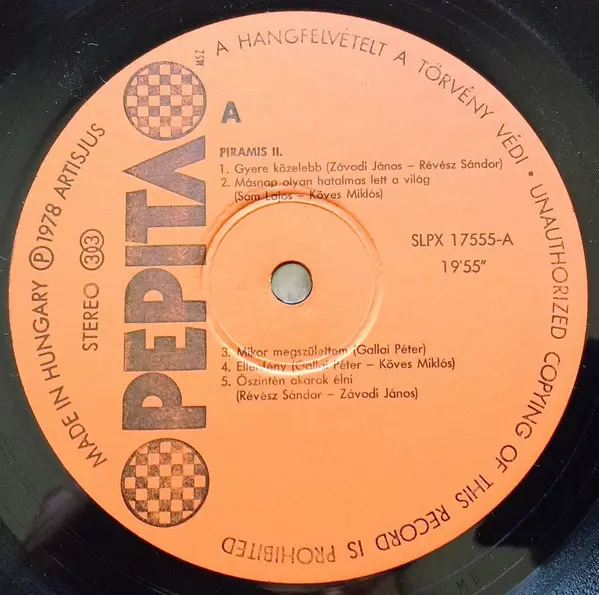 A HANGFELVÉTELT A TÖRVÉNY VÉDI · UNAUTHORIZED COPYING OF THIS RECORD IS PROHIBITED
MADE IN HUNGARY Ⓟ 1978 ARTISJUS
STEREO 33
PEPITA
MSZ
A
PIRAMIS II.
1. Gyere közelebb (Závodi János – Révész Sándor)
2. Másnap olyan hatalmas lett a világ
(Som Lajos – Köves Miklós)
SLPX 17555-A
19'55"
3. Mikor megszülettem (Gallai Péter)
4. Ellenfény (Gallai Péter – Köves Miklós)
5. Őszintén akarok élni
(Révész Sándor – Závodi János)